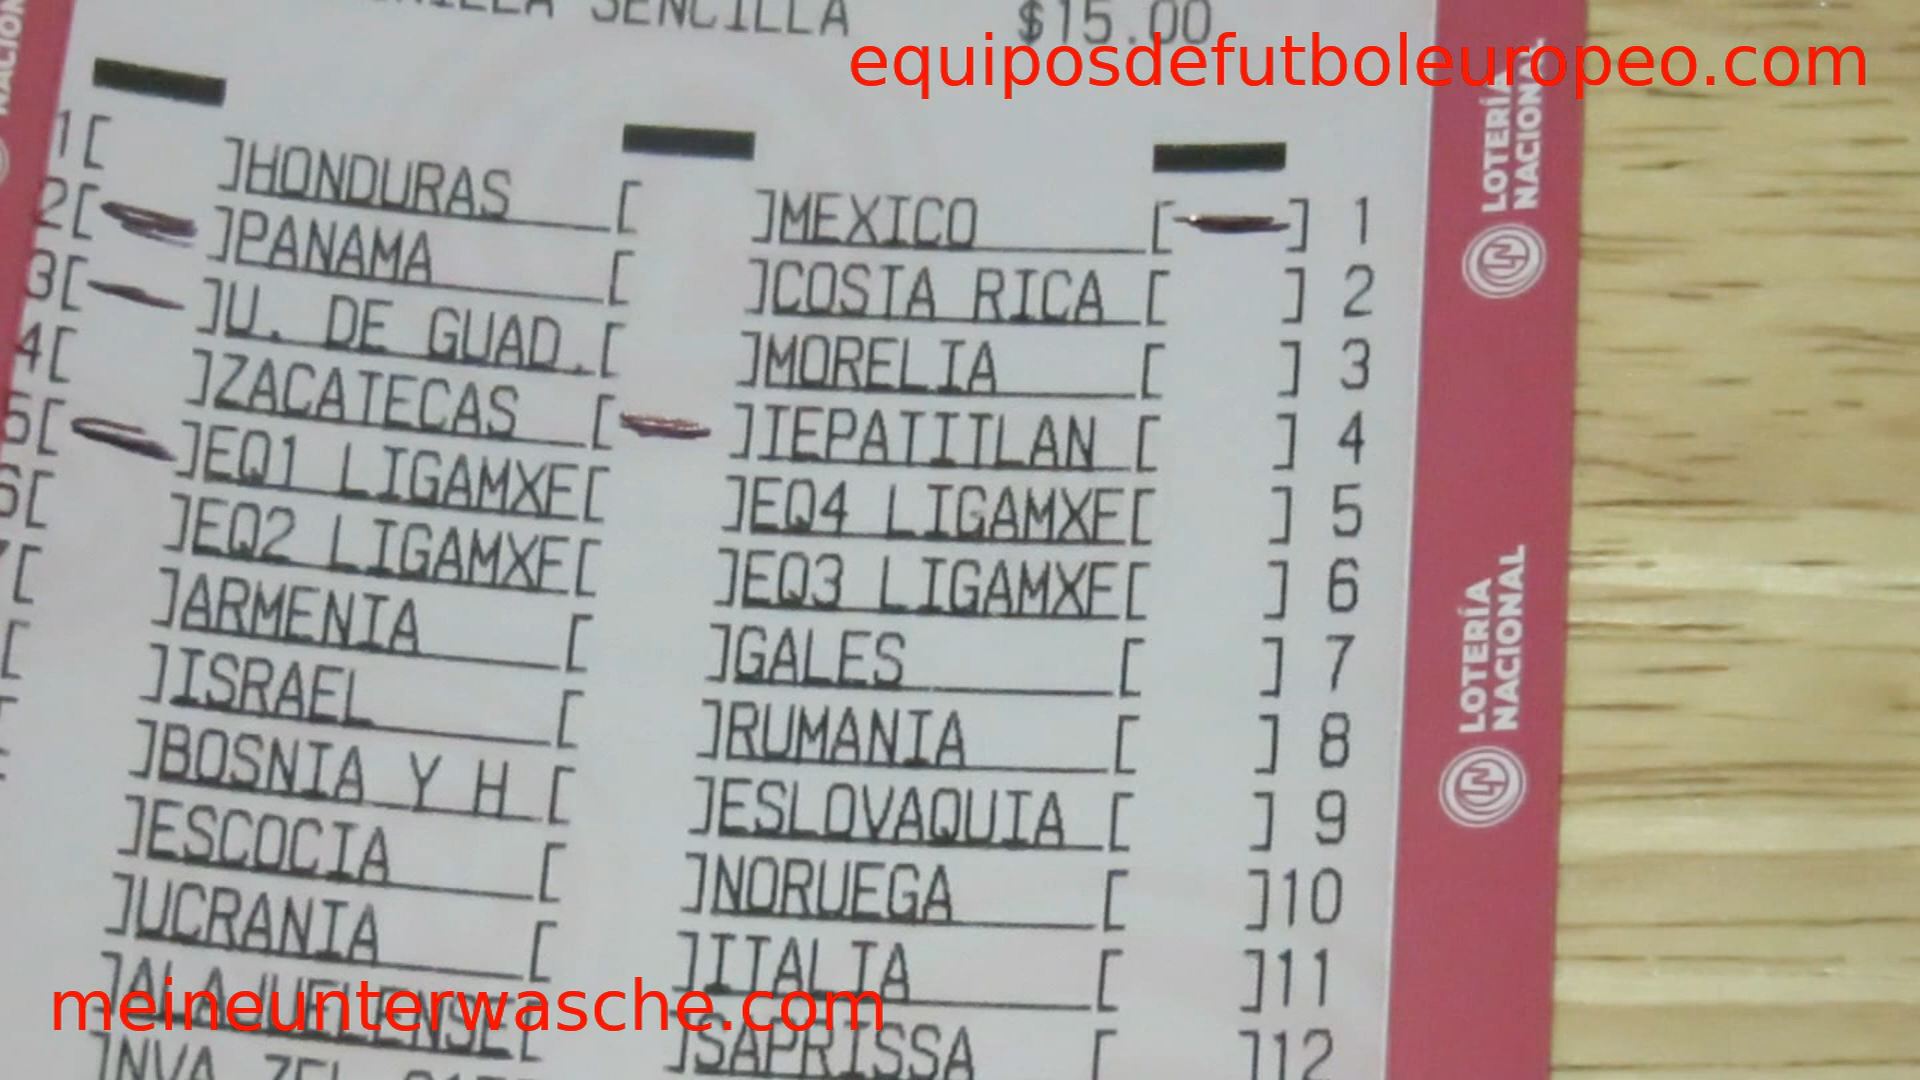 SENCILLA $15.00
equiposdefutboleuropeo.com
1[ ]HONDURAS [ ]MEXICO [ ] 1
2[ ]PANAMA [ ]COSTA RICA [ ] 2
3[ ]U. DE GUAD.[ ]MORELIA [ ] 3
4[ ]ZACATECAS [ ]TEPATITLAN [ ] 4
5[ ]EQ1 LIGAMXF[ ]EQ4 LIGAMXF[ ] 5
6[ ]EQ2 LIGAMXF[ ]EQ3 LIGAMXF[ ] 6
[ ]ARMENIA [ ]GALES [ ] 7
[ ]ISRAEL [ ]RUMANIA [ ] 8
]BOSNIA Y H [ ]ESLOVAQUIA [ ] 9
]ESCOCIA [ ]NORUEGA [ ]10
]UCRANIA [ ]ITALIA [ ]11
]ALAJUELENSE[ ]SAPRISSA [ ]12
meineunterwasche.com
LOTERÍA NACIONAL
LOTERÍA NACIONAL
NACIONAL